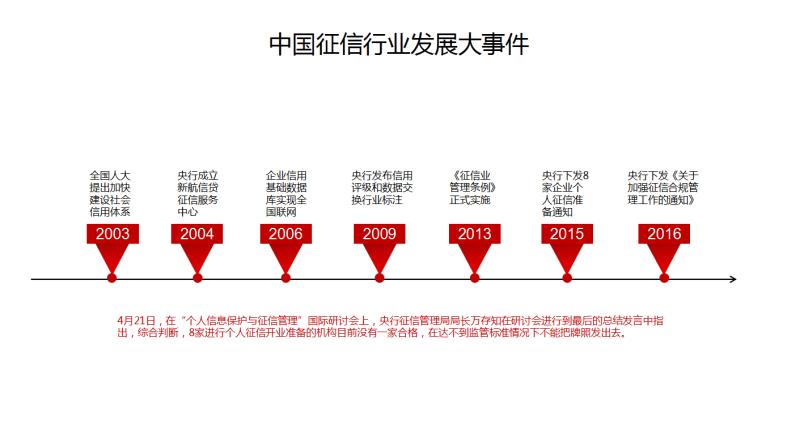 中国征信行业发展大事件
全国人大
提出加快
建设社会
信用体系
2003
央行成立
新航信贷
征信服务
中心
2004
企业信用
基础数据
库实现全
国联网
2006
央行发布信用
评级和数据交
换行业标注
2009
《征信业
管理条例》
正式实施
2013
央行下发8
家企业个
人征信准
备通知
2015
央行下发《关于
加强征信合规管
理工作的通知》
2016
4月21日，在“个人信息保护与征信管理”国际研讨会上，央行征信管理局局长万存知在研讨会进行到最后的总结发言中指
出，综合判断，8家进行个人征信开业准备的机构目前没有一家合格，在达不到监管标准情况下不能把牌照发出去。